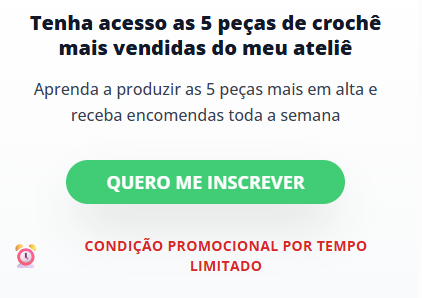 Tenha acesso as 5 peças de crochê
mais vendidas do meu ateliê
Aprenda a produzir as 5 peças mais em alta e
receba encomendas toda a semana
QUERO ME INSCREVER
CONDIÇÃO PROMOCIONAL POR TEMPO
LIMITADO